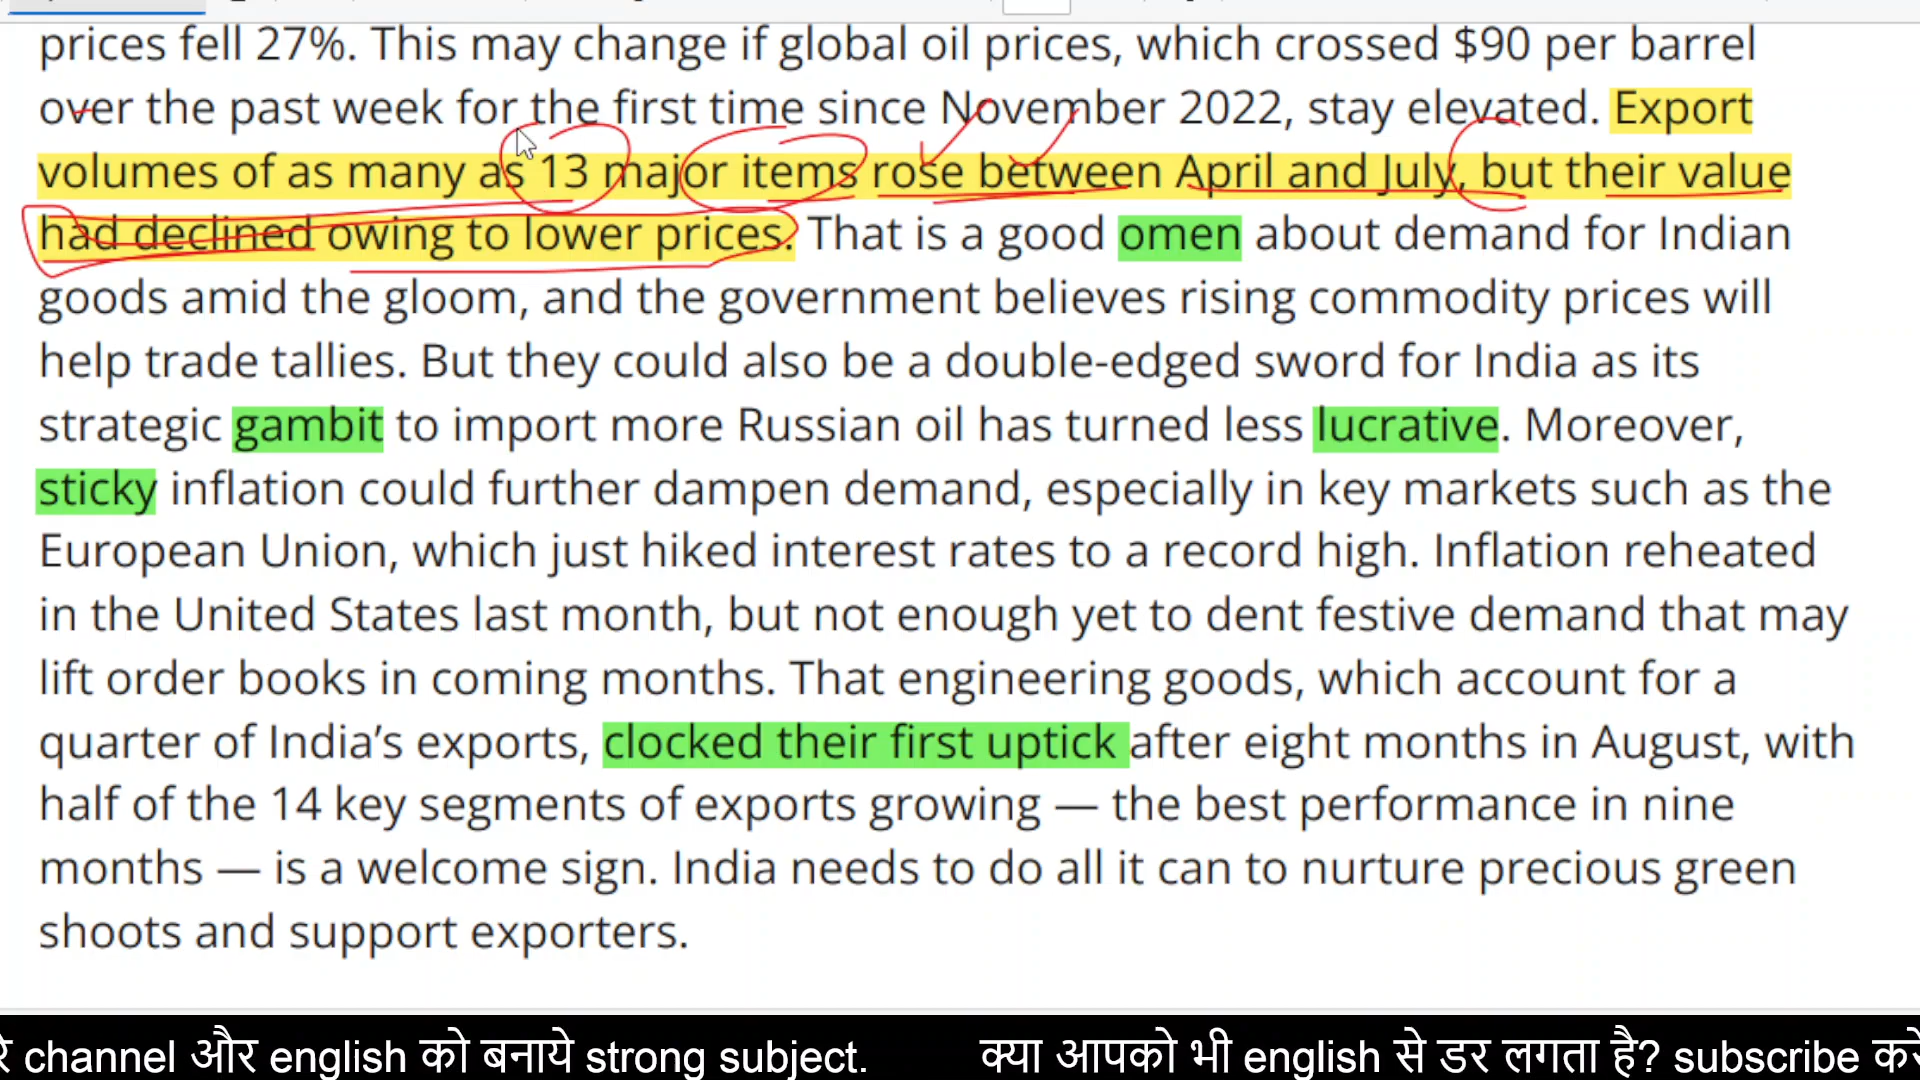 prices fell 27%. This may change if global oil prices, which crossed $90 per barrel
over the past week for the first time since November 2022, stay elevated. Export
volumes of as many as 13 major items rose between April and July, but their value
had declined owing to lower prices. That is a good omen about demand for Indian
goods amid the gloom, and the government believes rising commodity prices will
help trade tallies. But they could also be a double-edged sword for India as its
strategic gambit to import more Russian oil has turned less lucrative. Moreover,
sticky inflation could further dampen demand, especially in key markets such as the
European Union, which just hiked interest rates to a record high. Inflation reheated
in the United States last month, but not enough yet to dent festive demand that may
lift order books in coming months. That engineering goods, which account for a
quarter of India’s exports, clocked their first uptick after eight months in August, with
half of the 14 key segments of exports growing — the best performance in nine
months — is a welcome sign. India needs to do all it can to nurture precious green
shoots and support exporters.
channel और english को बनाये strong subject. क्या आपको भी english से डर लगता है? subscribe करे